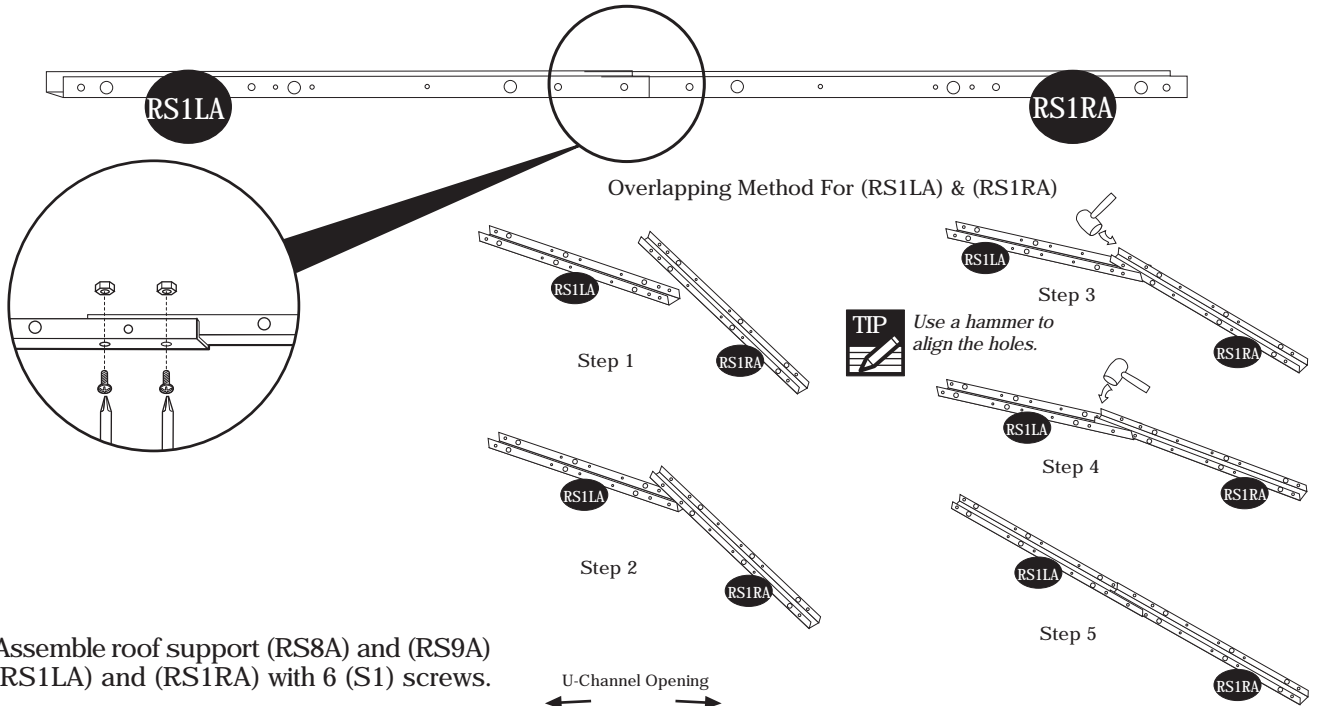 RS1LA
RS1RA
Overlapping Method For (RS1LA) & (RS1RA)
RS1LA
RS1RA
Step 1
RS1LA
RS1RA
Step 3
TIP
Use a hammer to
align the holes.
RS1LA
RS1RA
Step 4
RS1LA
RS1RA
Step 2
RS1LA
RS1RA
Step 5
Assemble roof support (RS8A) and (RS9A)
RS1LA) and (RS1RA) with 6 (S1) screws.
U-Channel Opening